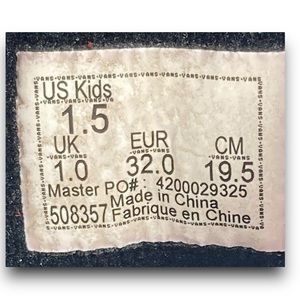 US Kids
1.5
UK EUR CM
1.0 32.0 19.5
Master PO# : 4200029325
508357 Made in China
Fabrique en Chine